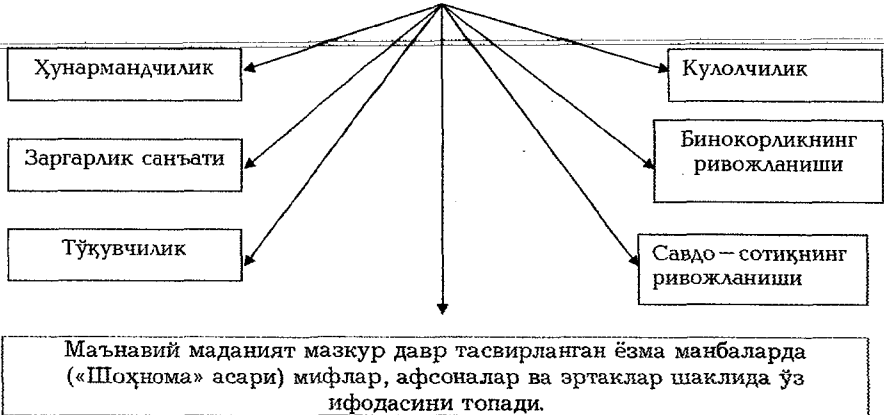 Ҳунармандчилик
Кулолчилик
Заргарлик санъати
Бинокорликнинг
ривожланиши
Тўқувчилик
Савдо—сотиқнинг
ривожланиши
Маънавий маданият мазкур давр тасвирланган ёзма манбаларда
(«Шоҳнома» асари) мифлар, афсоналар ва эртаклар шаклида ўз
ифодасини топади.